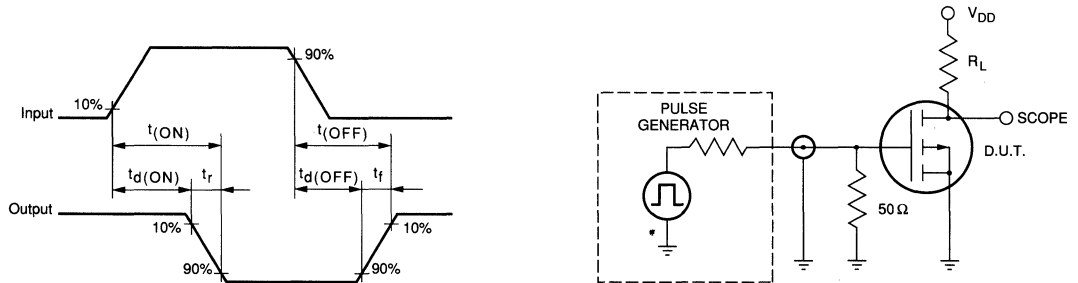 90%
10%
Input
t(ON)
t(OFF)
td(ON)
tr
td(OFF)
tf
Output
10%
10%
90%
90%
VDD
RL
PULSE
GENERATOR
SCOPE
D.U.T.
50Ω